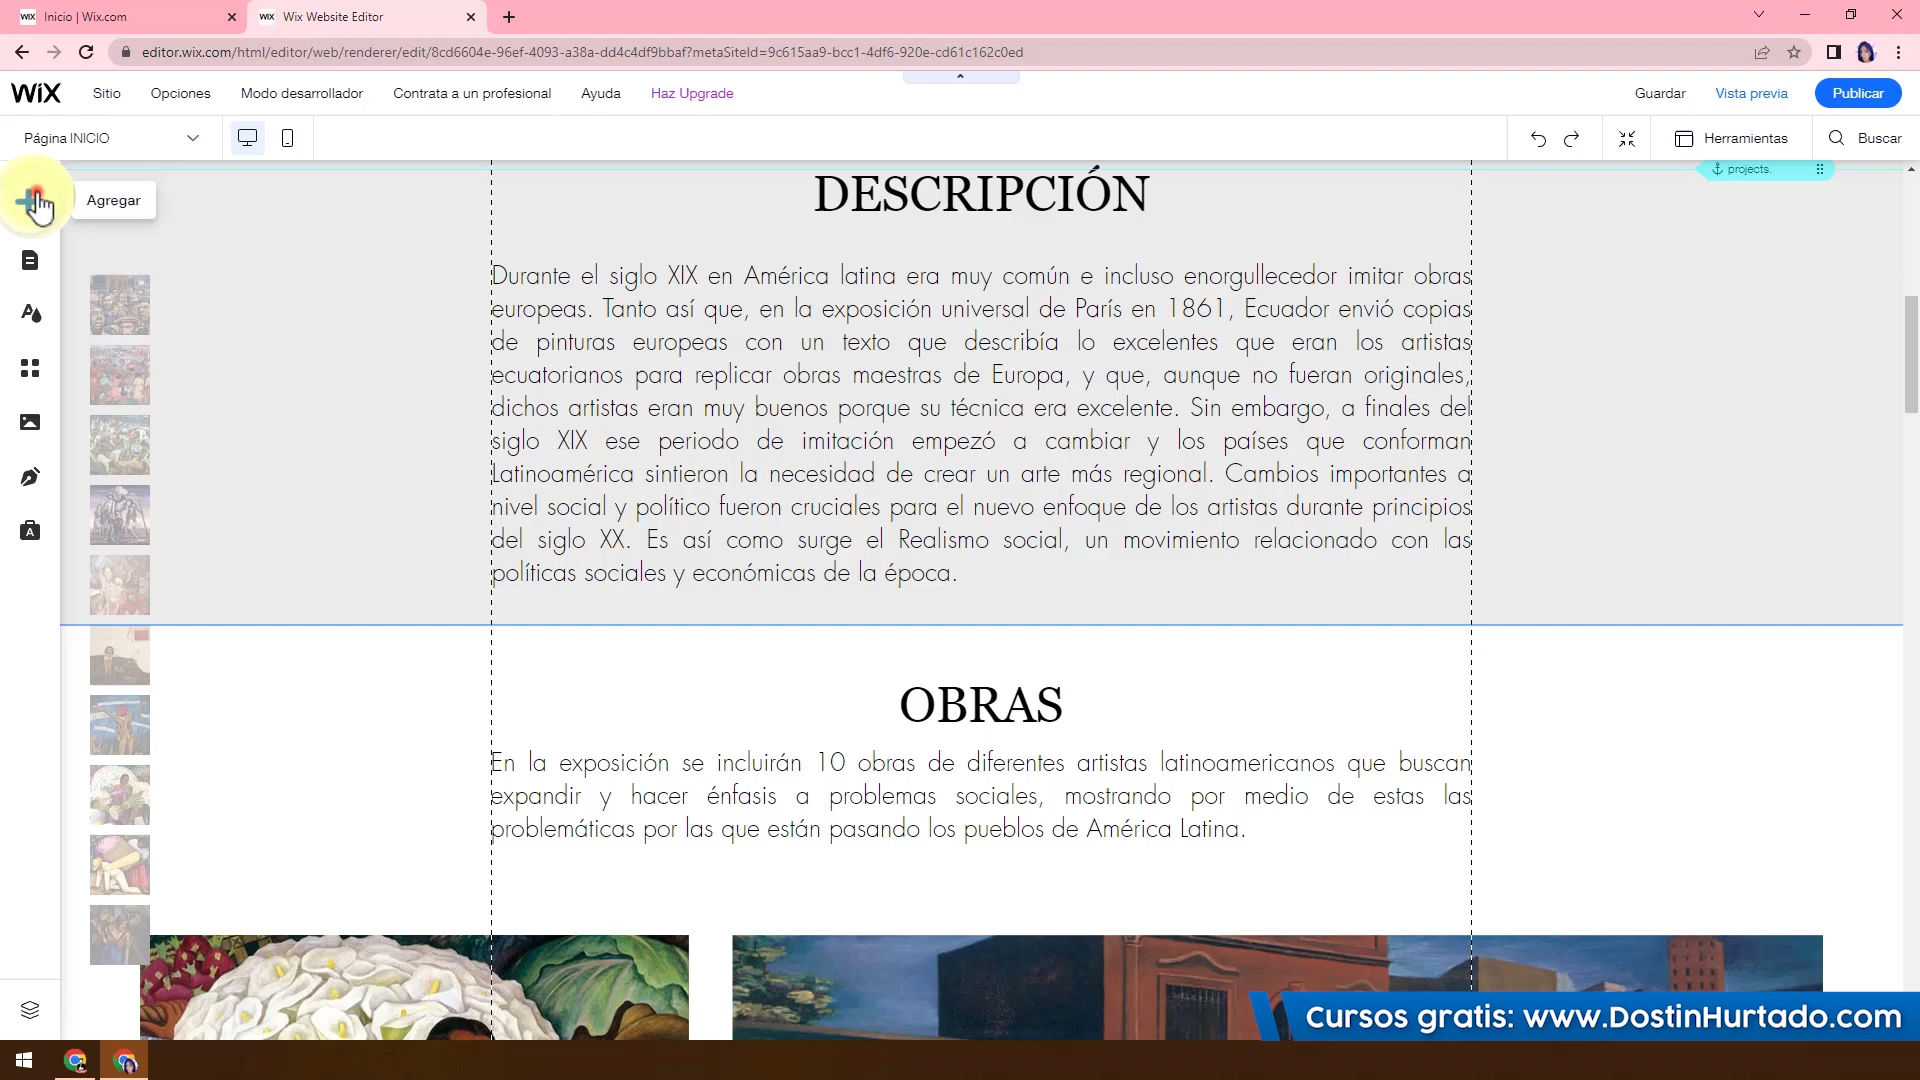 WiX Inicio | Wix.com
WiX Wix Website Editor
editor.wix.com/html/editor/web/renderer/edit/8cd6604e-96ef-4093-a38a-dd4c4df9bbaf?metaSiteId=9c615aa9-bcc1-4df6-920e-cd61c162c0ed
WiX Sitio Opciones Modo desarrollador Contrata a un profesional Ayuda Haz Upgrade Guardar Vista previa Publicar
Página INICIO Herramientas Buscar
projects.
Agregar
DESCRIPCIÓN
Durante el siglo XIX en América latina era muy común e incluso enorgullecedor imitar obras
europeas. Tanto así que, en la exposición universal de París en 1861, Ecuador envió copias
de pinturas europeas con un texto que describía lo excelentes que eran los artistas
ecuatorianos para replicar obras maestras de Europa, y que, aunque no fueran originales,
dichos artistas eran muy buenos porque su técnica era excelente. Sin embargo, a finales del
siglo XIX ese periodo de imitación empezó a cambiar y los países que conforman
Latinoamérica sintieron la necesidad de crear un arte más regional. Cambios importantes a
nivel social y político fueron cruciales para el nuevo enfoque de los artistas durante principios
del siglo XX. Es así como surge el Realismo social, un movimiento relacionado con las
políticas sociales y económicas de la época.
OBRAS
En la exposición se incluirán 10 obras de diferentes artistas latinoamericanos que buscan
expandir y hacer énfasis a problemas sociales, mostrando por medio de estas las
problemáticas por las que están pasando los pueblos de América Latina.
Cursos gratis: www.DostinHurtado.com